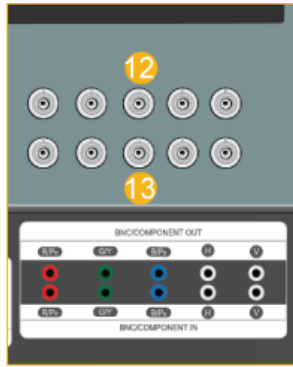 12
13
BNC/COMPONENT OUT
R/PR G/Y B/PB H V
R/PR G/Y B/PB H V
BNC/COMPONENT IN